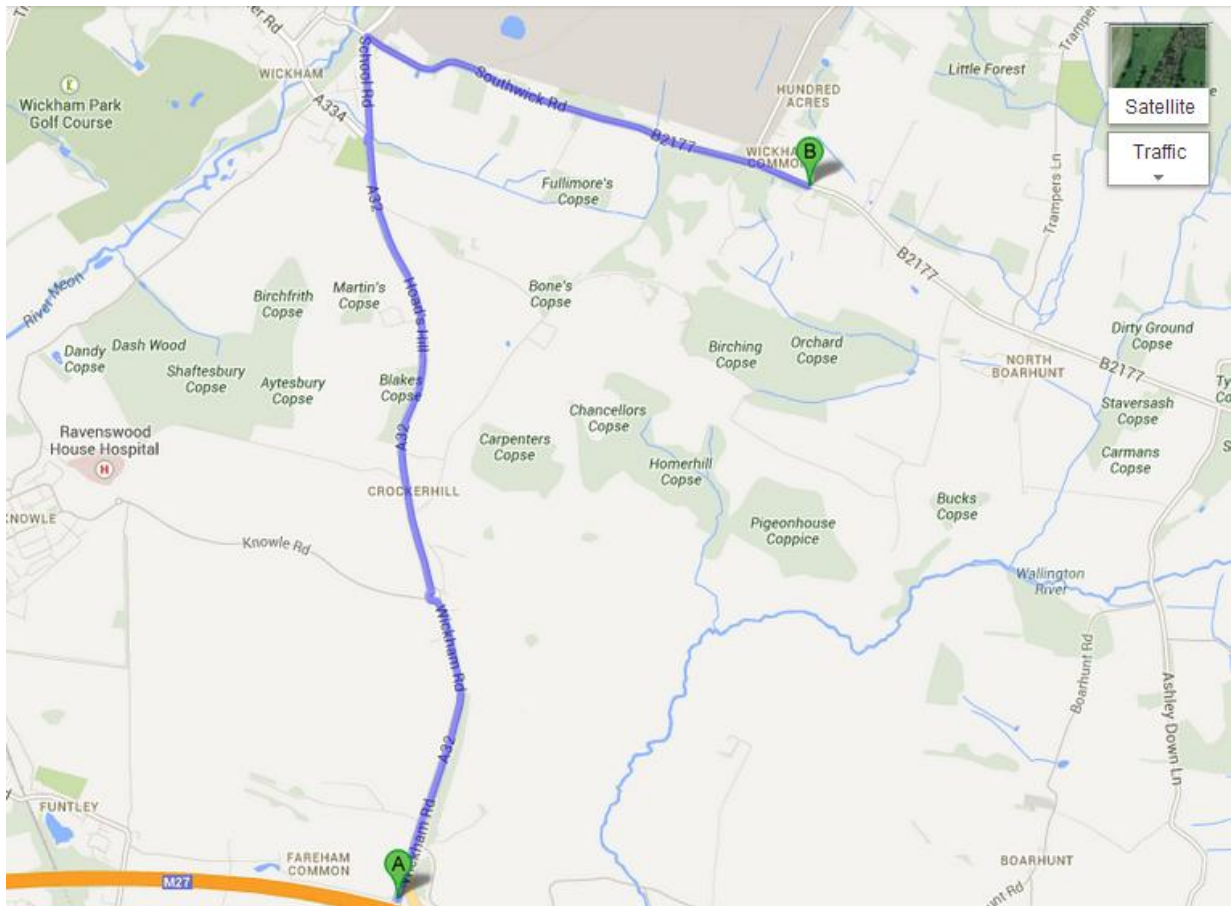 School Rd
WICKHAM
A334
Southwick Rd
B2177
Wickham Park
Golf Course
Little Forest
HUNDRED
ACRES
B
Satellite
Traffic
A32
Fullimore's
Copse
Trampers Ln
B2177
River Meon
Hoad's Hill
Martin's
Copse
Bone's
Copse
Birchfrith
Copse
Dandy
Copse
Dash Wood
Shaftesbury
Copse
Aytesbury
Copse
Blakes
Copse
Birching
Copse
Orchard
Copse
NORTH
BOARHUNT
Dirty Ground
Copse
B2177
Staversash
Copse
Carmans
Copse
Chancellors
Copse
Ravenswood
House Hospital
H
A32
Carpenters
Copse
Homerhill
Copse
CROCKERHILL
Pigeonhouse
Coppice
Bucks
Copse
KNOWLE
Knowle Rd
Wallington
River
Wickham Rd
Boarhunt Rd
Ashley Down Ln
A32
Wickham Rd
FUNTLEY
FAREHAM
COMMON
A
M27
BOARHUNT